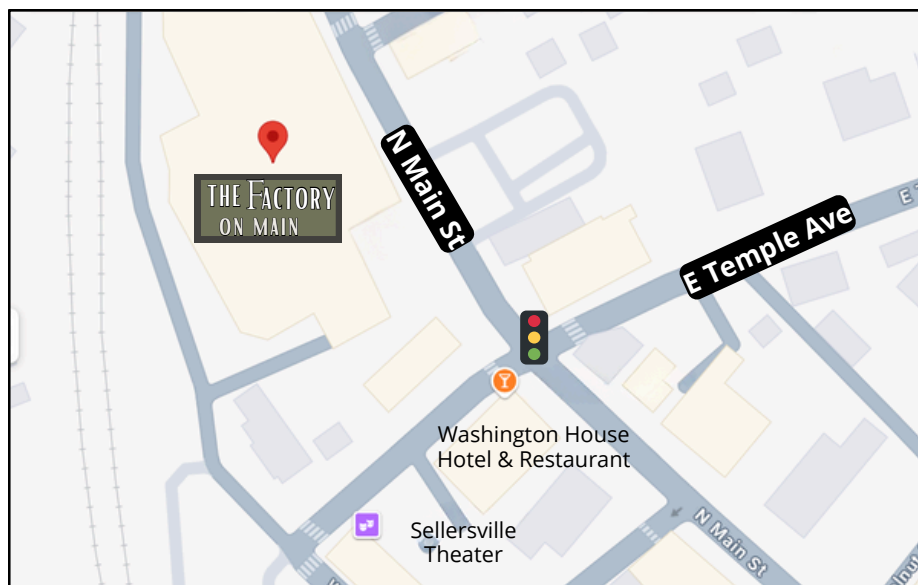 N Main St
THE FACTORY
ON MAIN
E Temple Ave
Washington House
Hotel & Restaurant
Sellersville
Theater
N Main St